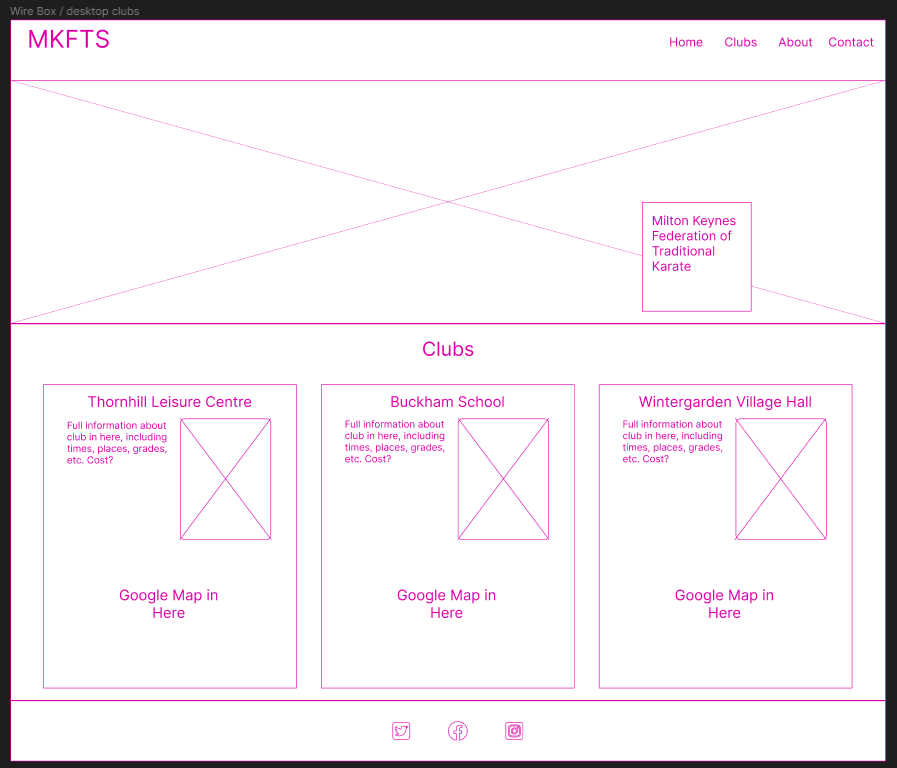 Wire Box / desktop clubs
MKFTS
Home Clubs About Contact
Milton Keynes
Federation of
Traditional
Karate
Clubs
Thornhill Leisure Centre
Full information about
club in here, including
times, places, grades,
etc. Cost?
Google Map in
Here
Buckham School
Full information about
club in here, including
times, places, grades,
etc. Cost?
Google Map in
Here
Wintergarden Village Hall
Full information about
club in here, including
times, places, grades,
etc. Cost?
Google Map in
Here